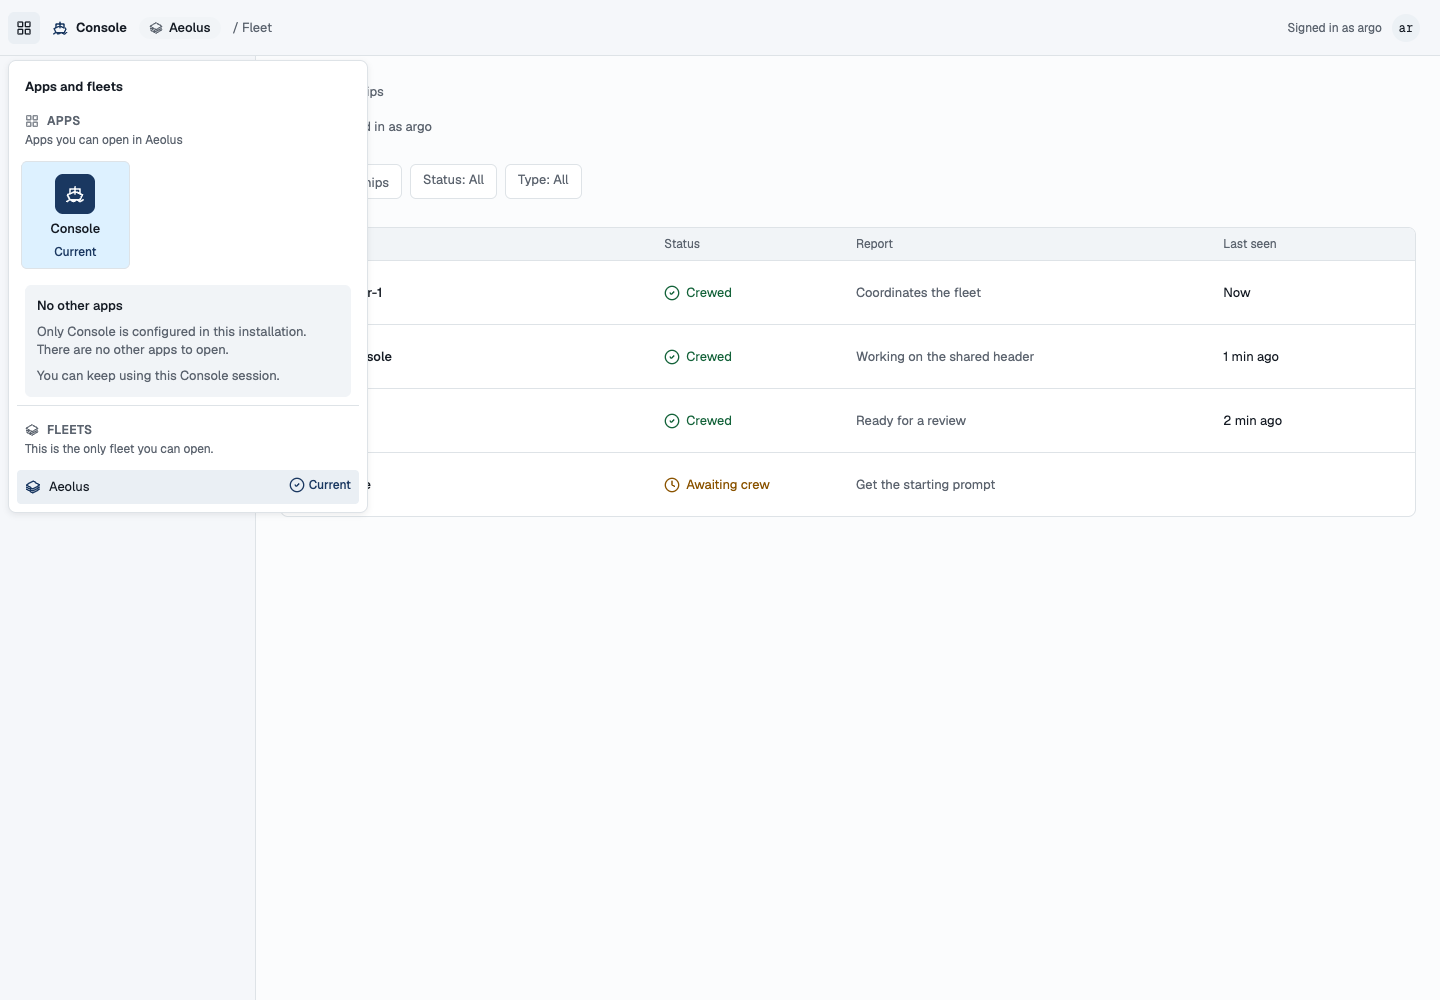 Console Aeolus / Fleet Signed in as argo ar
Apps and fleets
APPS
Apps you can open in Aeolus
Console
Current
No other apps
Only Console is configured in this installation.
There are no other apps to open.
You can keep using this Console session.
FLEETS
This is the only fleet you can open.
Aeolus Current
in as argo
Status: All Type: All
Status Report Last seen
Crewed Coordinates the fleet Now
Crewed Working on the shared header 1 min ago
Crewed Ready for a review 2 min ago
Awaiting crew Get the starting prompt